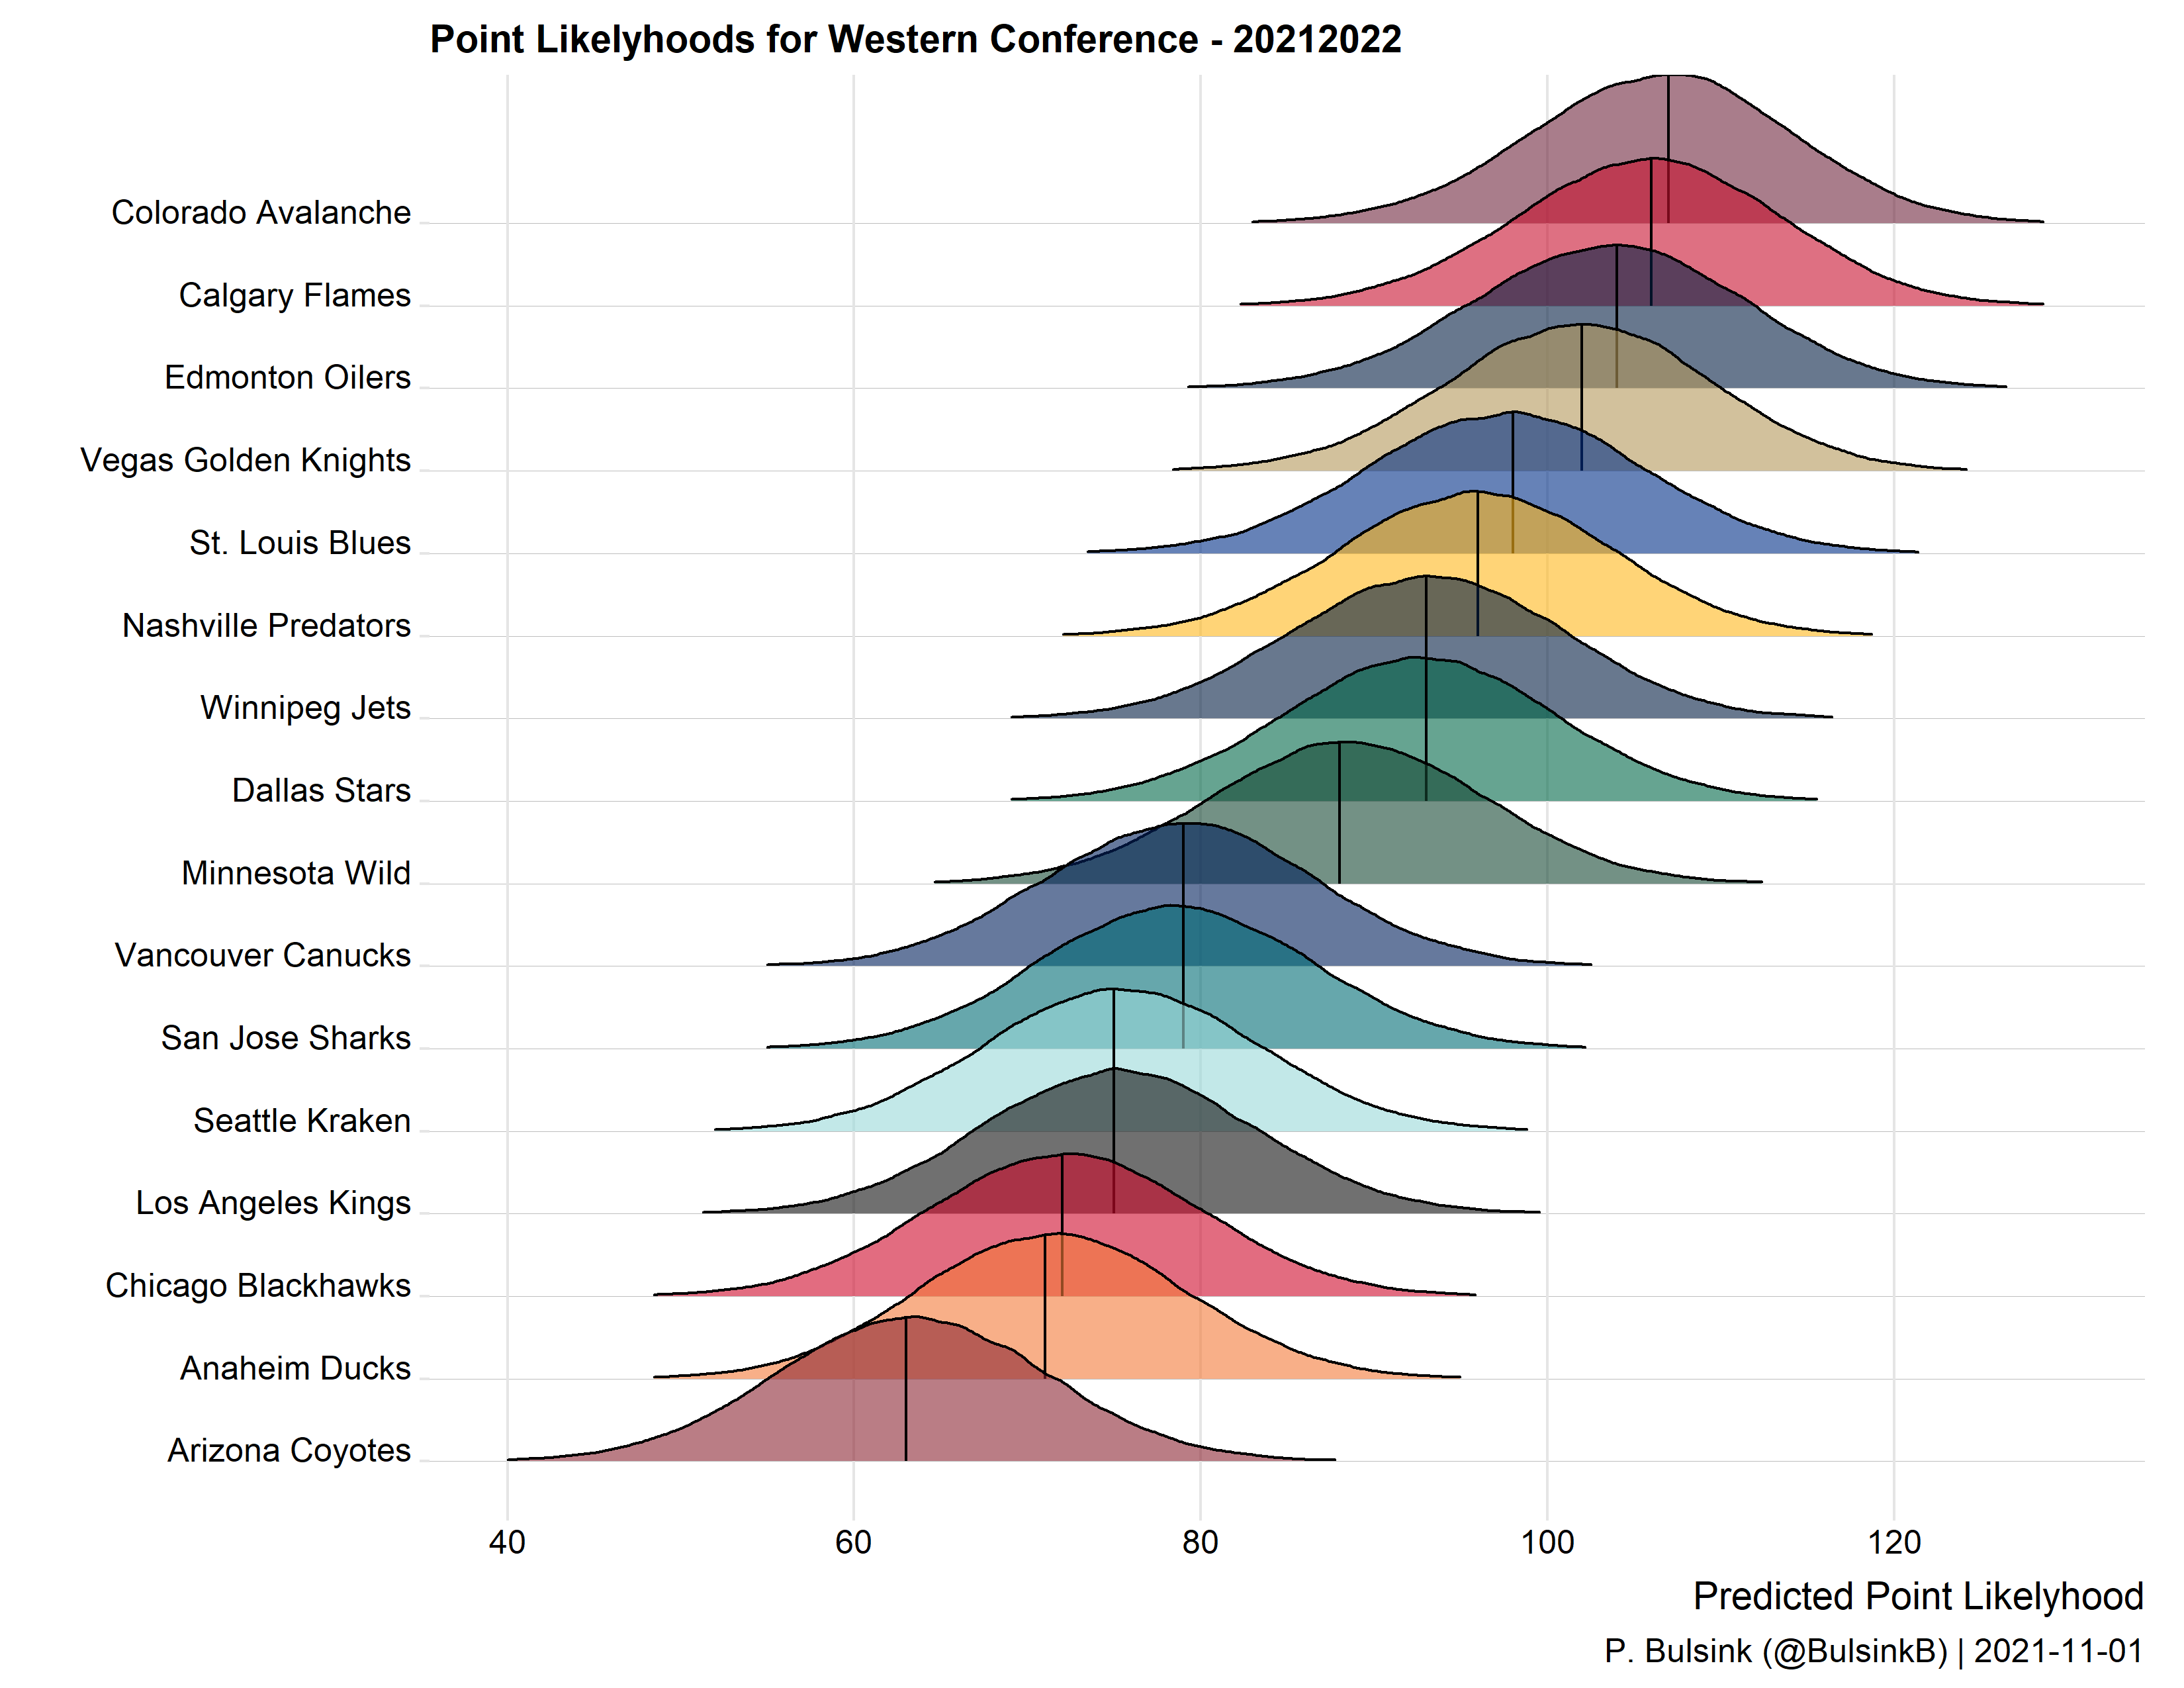 Point Likelyhoods for Western Conference - 20212022
Colorado Avalanche
Calgary Flames
Edmonton Oilers
Vegas Golden Knights
St. Louis Blues
Nashville Predators
Winnipeg Jets
Dallas Stars
Minnesota Wild
Vancouver Canucks
San Jose Sharks
Seattle Kraken
Los Angeles Kings
Chicago Blackhawks
Anaheim Ducks
Arizona Coyotes
40 60 80 100 120
Predicted Point Likelyhood
P. Bulsink (@BulsinkB) | 2021-11-01